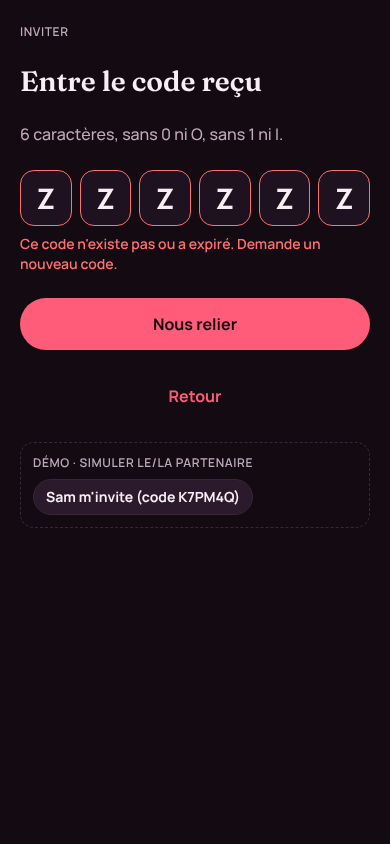 INVITER
Entre le code reçu
6 caractères, sans 0 ni O, sans 1 ni I.
Z Z Z Z Z Z
Ce code n'existe pas ou a expiré. Demande un
nouveau code.
Nous relier
Retour
DÉMO · SIMULER LE/LA PARTENAIRE
Sam m'invite (code K7PM4Q)